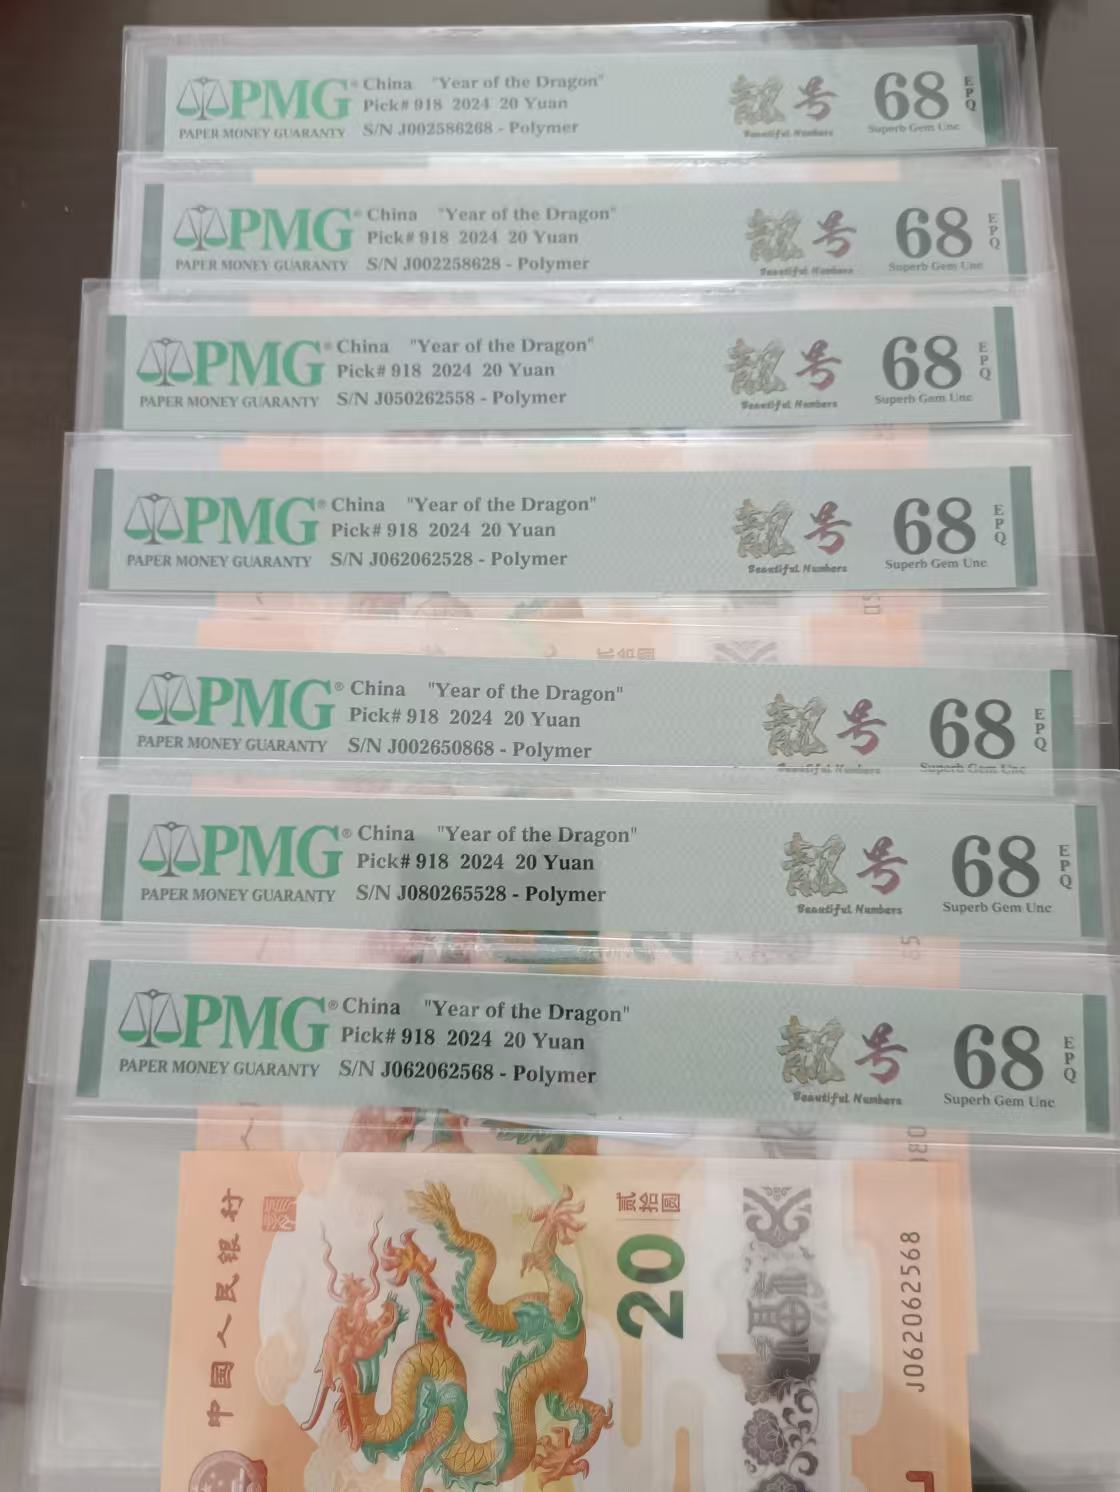 PMG® China "Year of the Dragon"
Pick# 918 2024 20 Yuan
PAPER MONEY GUARANTY S/N J002586268 - Polymer
靓号
Beautiful Numbers
68 EPQ
Superb Gem Unc
PMG® China "Year of the Dragon"
Pick# 918 2024 20 Yuan
PAPER MONEY GUARANTY S/N J002258628 - Polymer
靓号
Beautiful Numbers
68 EPQ
Superb Gem Unc
PMG® China "Year of the Dragon"
Pick# 918 2024 20 Yuan
PAPER MONEY GUARANTY S/N J050262558 - Polymer
靓号
Beautiful Numbers
68 EPQ
Superb Gem Unc
PMG® China "Year of the Dragon"
Pick# 918 2024 20 Yuan
PAPER MONEY GUARANTY S/N J062062528 - Polymer
靓号
Beautiful Numbers
68 EPQ
Superb Gem Unc
贰拾圆
PMG® China "Year of the Dragon"
Pick# 918 2024 20 Yuan
PAPER MONEY GUARANTY S/N J002650868 - Polymer
靓号
Beautiful Numbers
68 EPQ
Superb Gem Unc
PMG® China "Year of the Dragon"
Pick# 918 2024 20 Yuan
PAPER MONEY GUARANTY S/N J080265528 - Polymer
靓号
Beautiful Numbers
68 EPQ
Superb Gem Unc
PMG® China "Year of the Dragon"
Pick# 918 2024 20 Yuan
PAPER MONEY GUARANTY S/N J062062568 - Polymer
靓号
Beautiful Numbers
68 EPQ
Superb Gem Unc
中国人民银行
贰拾圆
20
J062062568